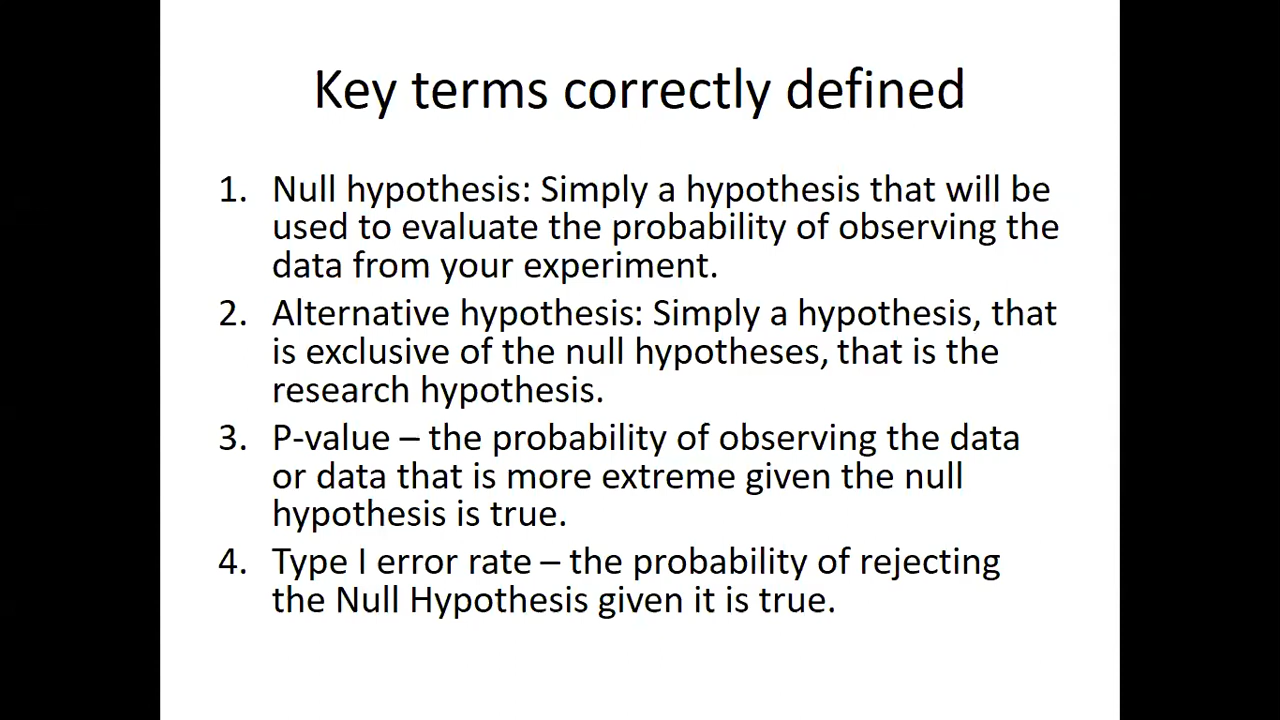 Key terms correctly defined
1. Null hypothesis: Simply a hypothesis that will be
used to evaluate the probability of observing the
data from your experiment.
2. Alternative hypothesis: Simply a hypothesis, that
is exclusive of the null hypotheses, that is the
research hypothesis.
3. P-value – the probability of observing the data
or data that is more extreme given the null
hypothesis is true.
4. Type I error rate – the probability of rejecting
the Null Hypothesis given it is true.